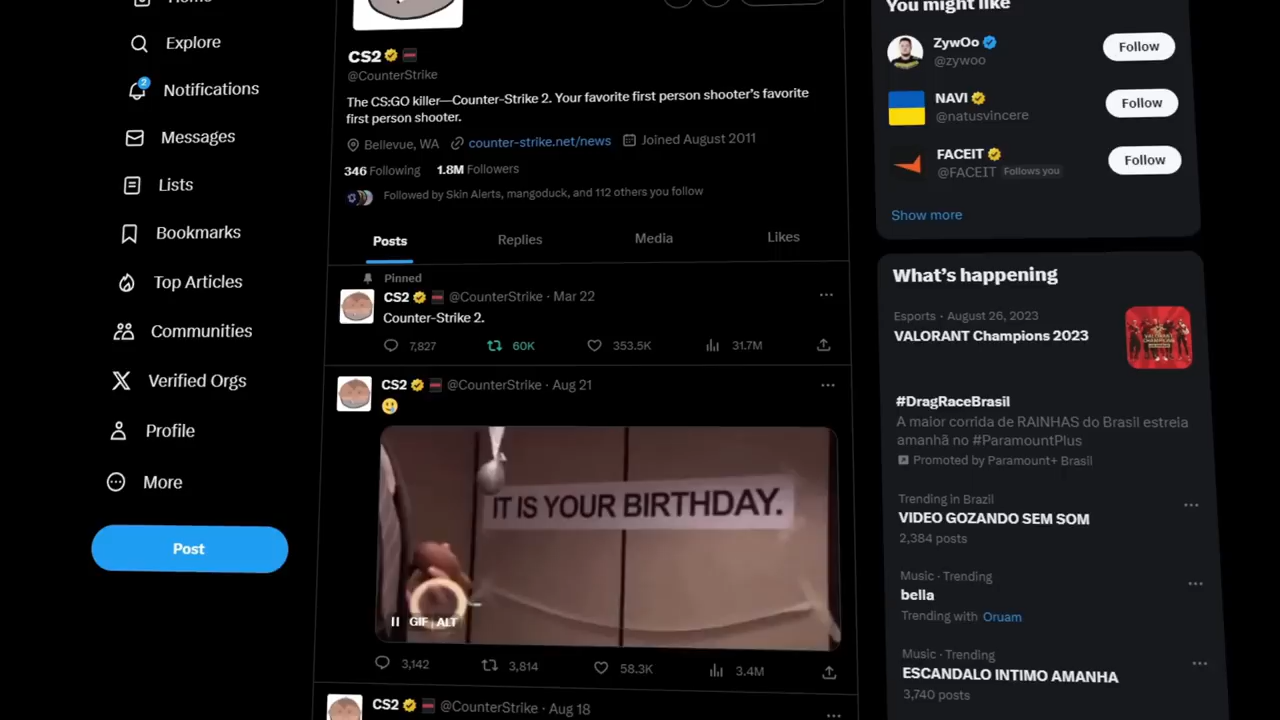 Home
Explore
2
Notifications
Messages
Lists
Bookmarks
Top Articles
Communities
Verified Orgs
Profile
More
Post
CS2
@CounterStrike
The CS:GO killer—Counter-Strike 2. Your favorite first person shooter's favorite
first person shooter.
Bellevue, WA counter-strike.net/news Joined August 2011
346 Following 1.8M Followers
Followed by Skin Alerts, mangoduck, and 112 others you follow
Posts Replies Media Likes
Pinned
CS2 @CounterStrike · Mar 22
Counter-Strike 2.
7,827 60K 353.5K 31.7M
CS2 @CounterStrike · Aug 21
IT IS YOUR BIRTHDAY.
GIF ALT
3,142 3,814 58.3K 3.4M
CS2 @CounterStrike · Aug 18
You might like
ZywOo
@zywoo
Follow
NAVI
@natusvincere
Follow
FACEIT
@FACEIT Follows you
Follow
Show more
What's happening
Esports · August 26, 2023
VALORANT Champions 2023
#DragRaceBrasil
A maior corrida de RAINHAS do Brasil estreia
amanhã no #ParamountPlus
Promoted by Paramount+ Brasil
Trending in Brazil
VIDEO GOZANDO SEM SOM
2,384 posts
Music · Trending
bella
Trending with Oruam
Music · Trending
ESCANDALO INTIMO AMANHA
3,740 posts